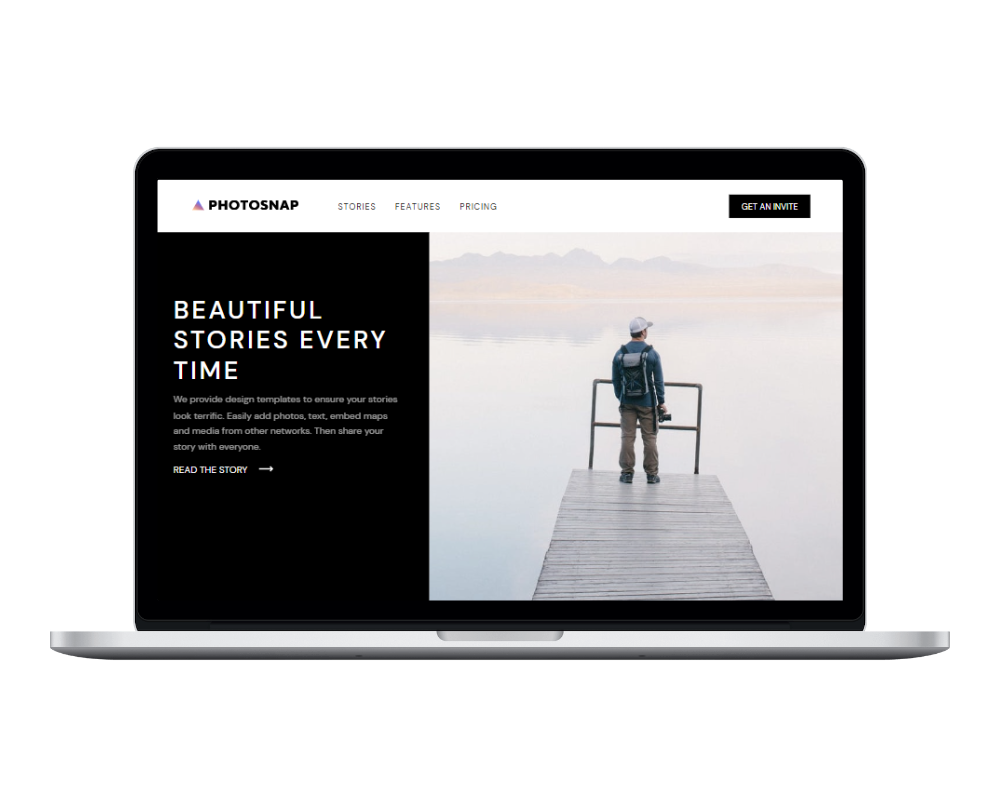 PHOTOSNAP
STORIES FEATURES PRICING
GET AN INVITE
BEAUTIFUL
STORIES EVERY
TIME
We provide design templates to ensure your stories
look terrific. Easily add photos, text, embed maps
and media from other networks. Then share your
story with everyone.
READ THE STORY